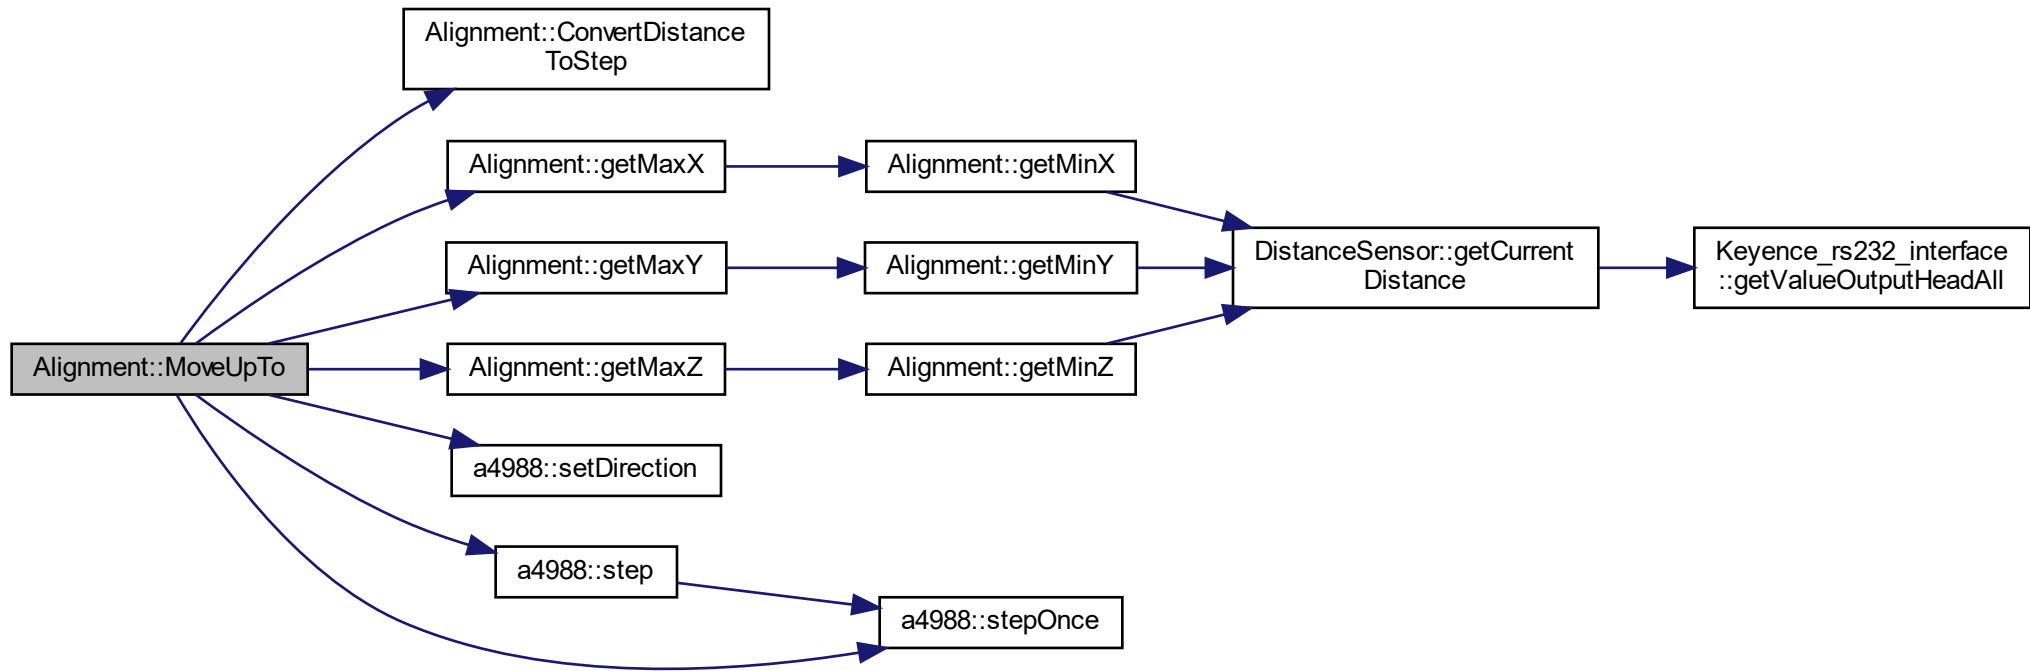 Alignment::ConvertDistance
ToStep
Alignment::getMaxX
Alignment::getMinX
Alignment::getMaxY
Alignment::getMinY
DistanceSensor::getCurrent
Distance
Keyence_rs232_interface
::getValueOutputHeadAll
Alignment::MoveUpTo
Alignment::getMaxZ
Alignment::getMinZ
a4988::setDirection
a4988::step
a4988::stepOnce